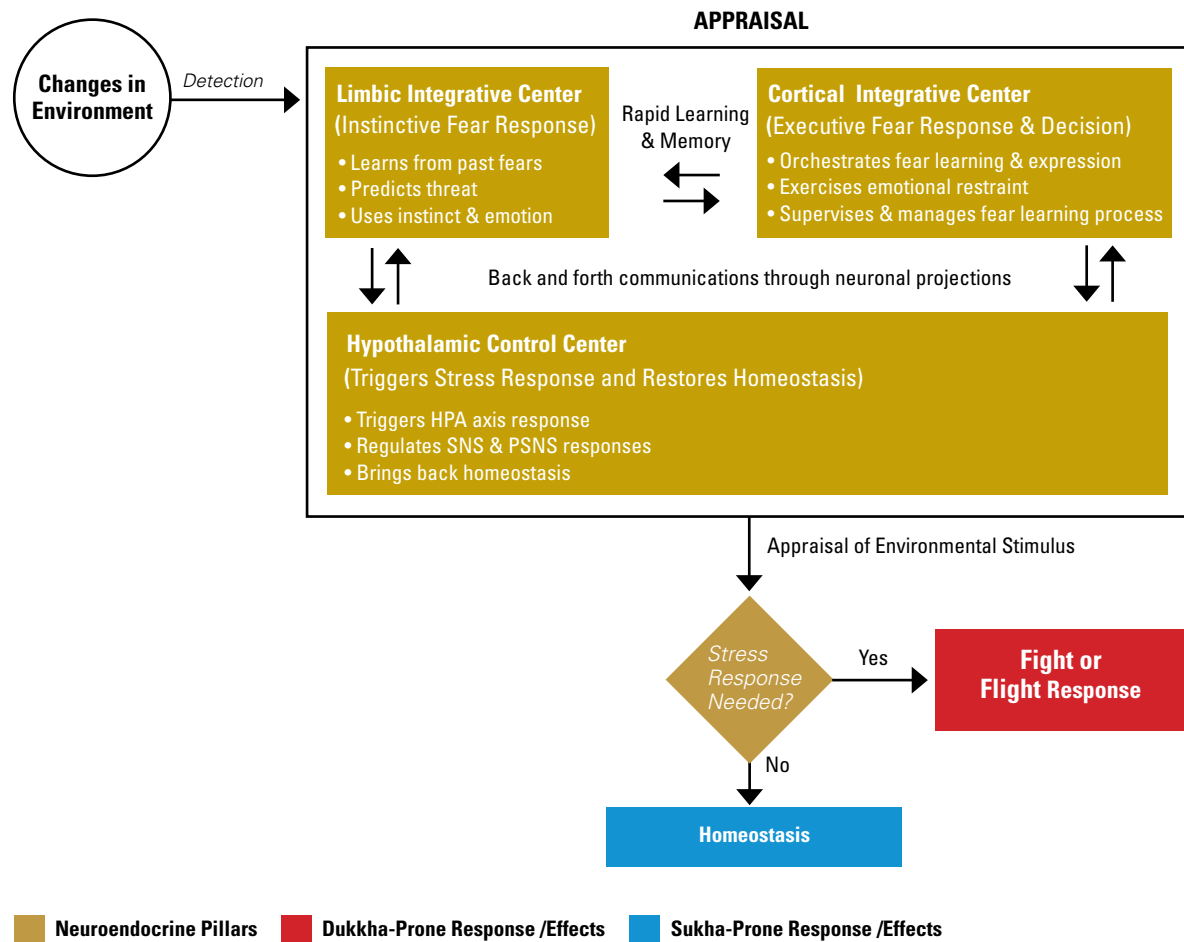 APPRAISAL
Changes in
Environment
Detection
Limbic Integrative Center
(Instinctive Fear Response)
• Learns from past fears
• Predicts threat
• Uses instinct & emotion
Rapid Learning
& Memory
Cortical Integrative Center
(Executive Fear Response & Decision)
• Orchestrates fear learning & expression
• Exercises emotional restraint
• Supervises & manages fear learning process
Back and forth communications through neuronal projections
Hypothalamic Control Center
(Triggers Stress Response and Restores Homeostasis)
• Triggers HPA axis response
• Regulates SNS & PSNS responses
• Brings back homeostasis
Appraisal of Environmental Stimulus
Stress
Response
Needed?
Yes
Fight or
Flight Response
No
Homeostasis
Neuroendocrine Pillars
Dukkha-Prone Response /Effects
Sukha-Prone Response /Effects